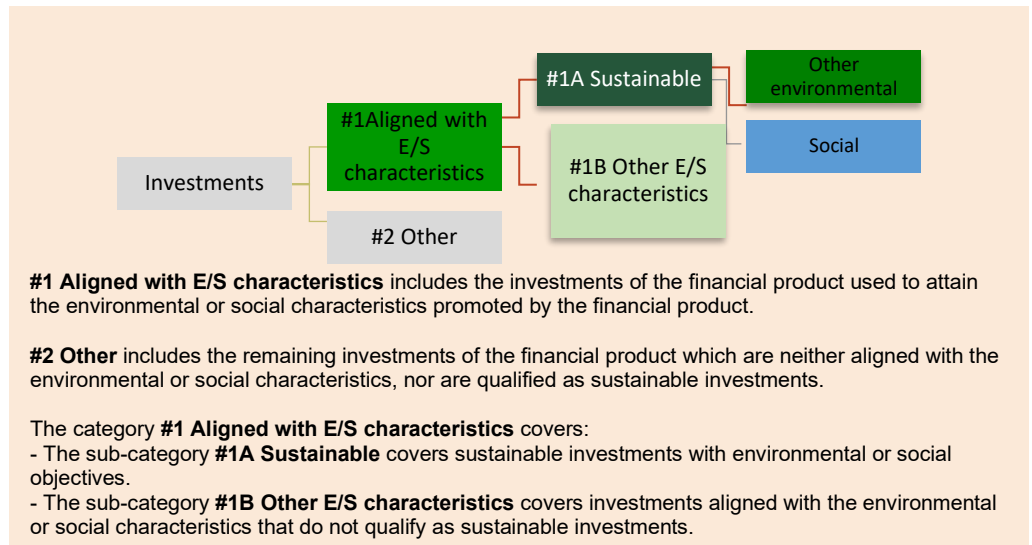 #1A Sustainable
Other
environmental
#1Aligned with
E/S
characteristics
Social
#1B Other E/S
characteristics
Investments
#2 Other
#1 Aligned with E/S characteristics includes the investments of the financial product used to attain
the environmental or social characteristics promoted by the financial product.
#2 Other includes the remaining investments of the financial product which are neither aligned with the
environmental or social characteristics, nor are qualified as sustainable investments.
The category #1 Aligned with E/S characteristics covers:
- The sub-category #1A Sustainable covers sustainable investments with environmental or social
objectives.
- The sub-category #1B Other E/S characteristics covers investments aligned with the environmental
or social characteristics that do not qualify as sustainable investments.